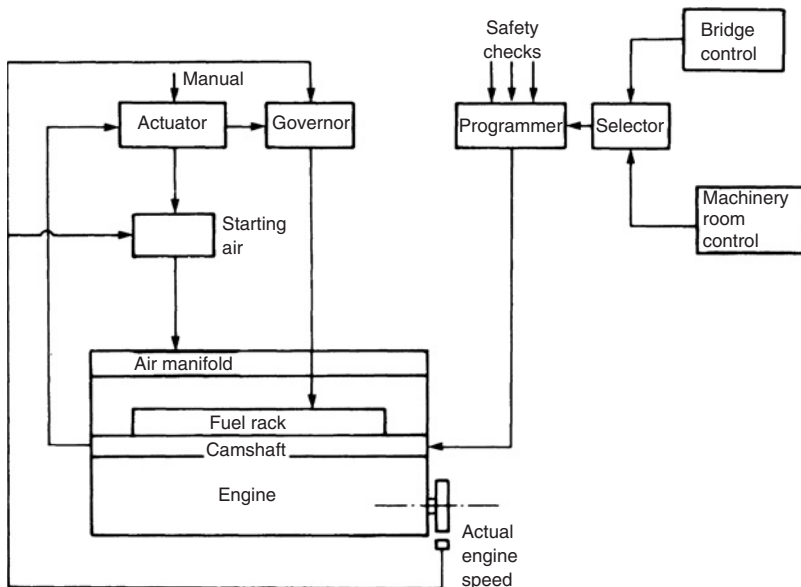 Safety
checks
Bridge
control
Manual
Actuator
Governor
Programmer
Selector
Starting
air
Machinery
room
control
Air manifold
Fuel rack
Camshaft
Engine
Actual
engine
speed